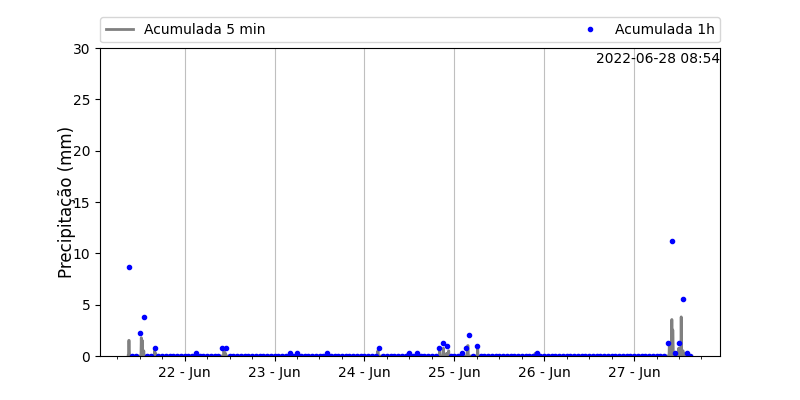 Acumulada 5 min
Acumulada 1h
2022-06-28 08:54
Precipitação (mm)
30
25
20
15
10
5
0
22 - Jun
23 - Jun
24 - Jun
25 - Jun
26 - Jun
27 - Jun